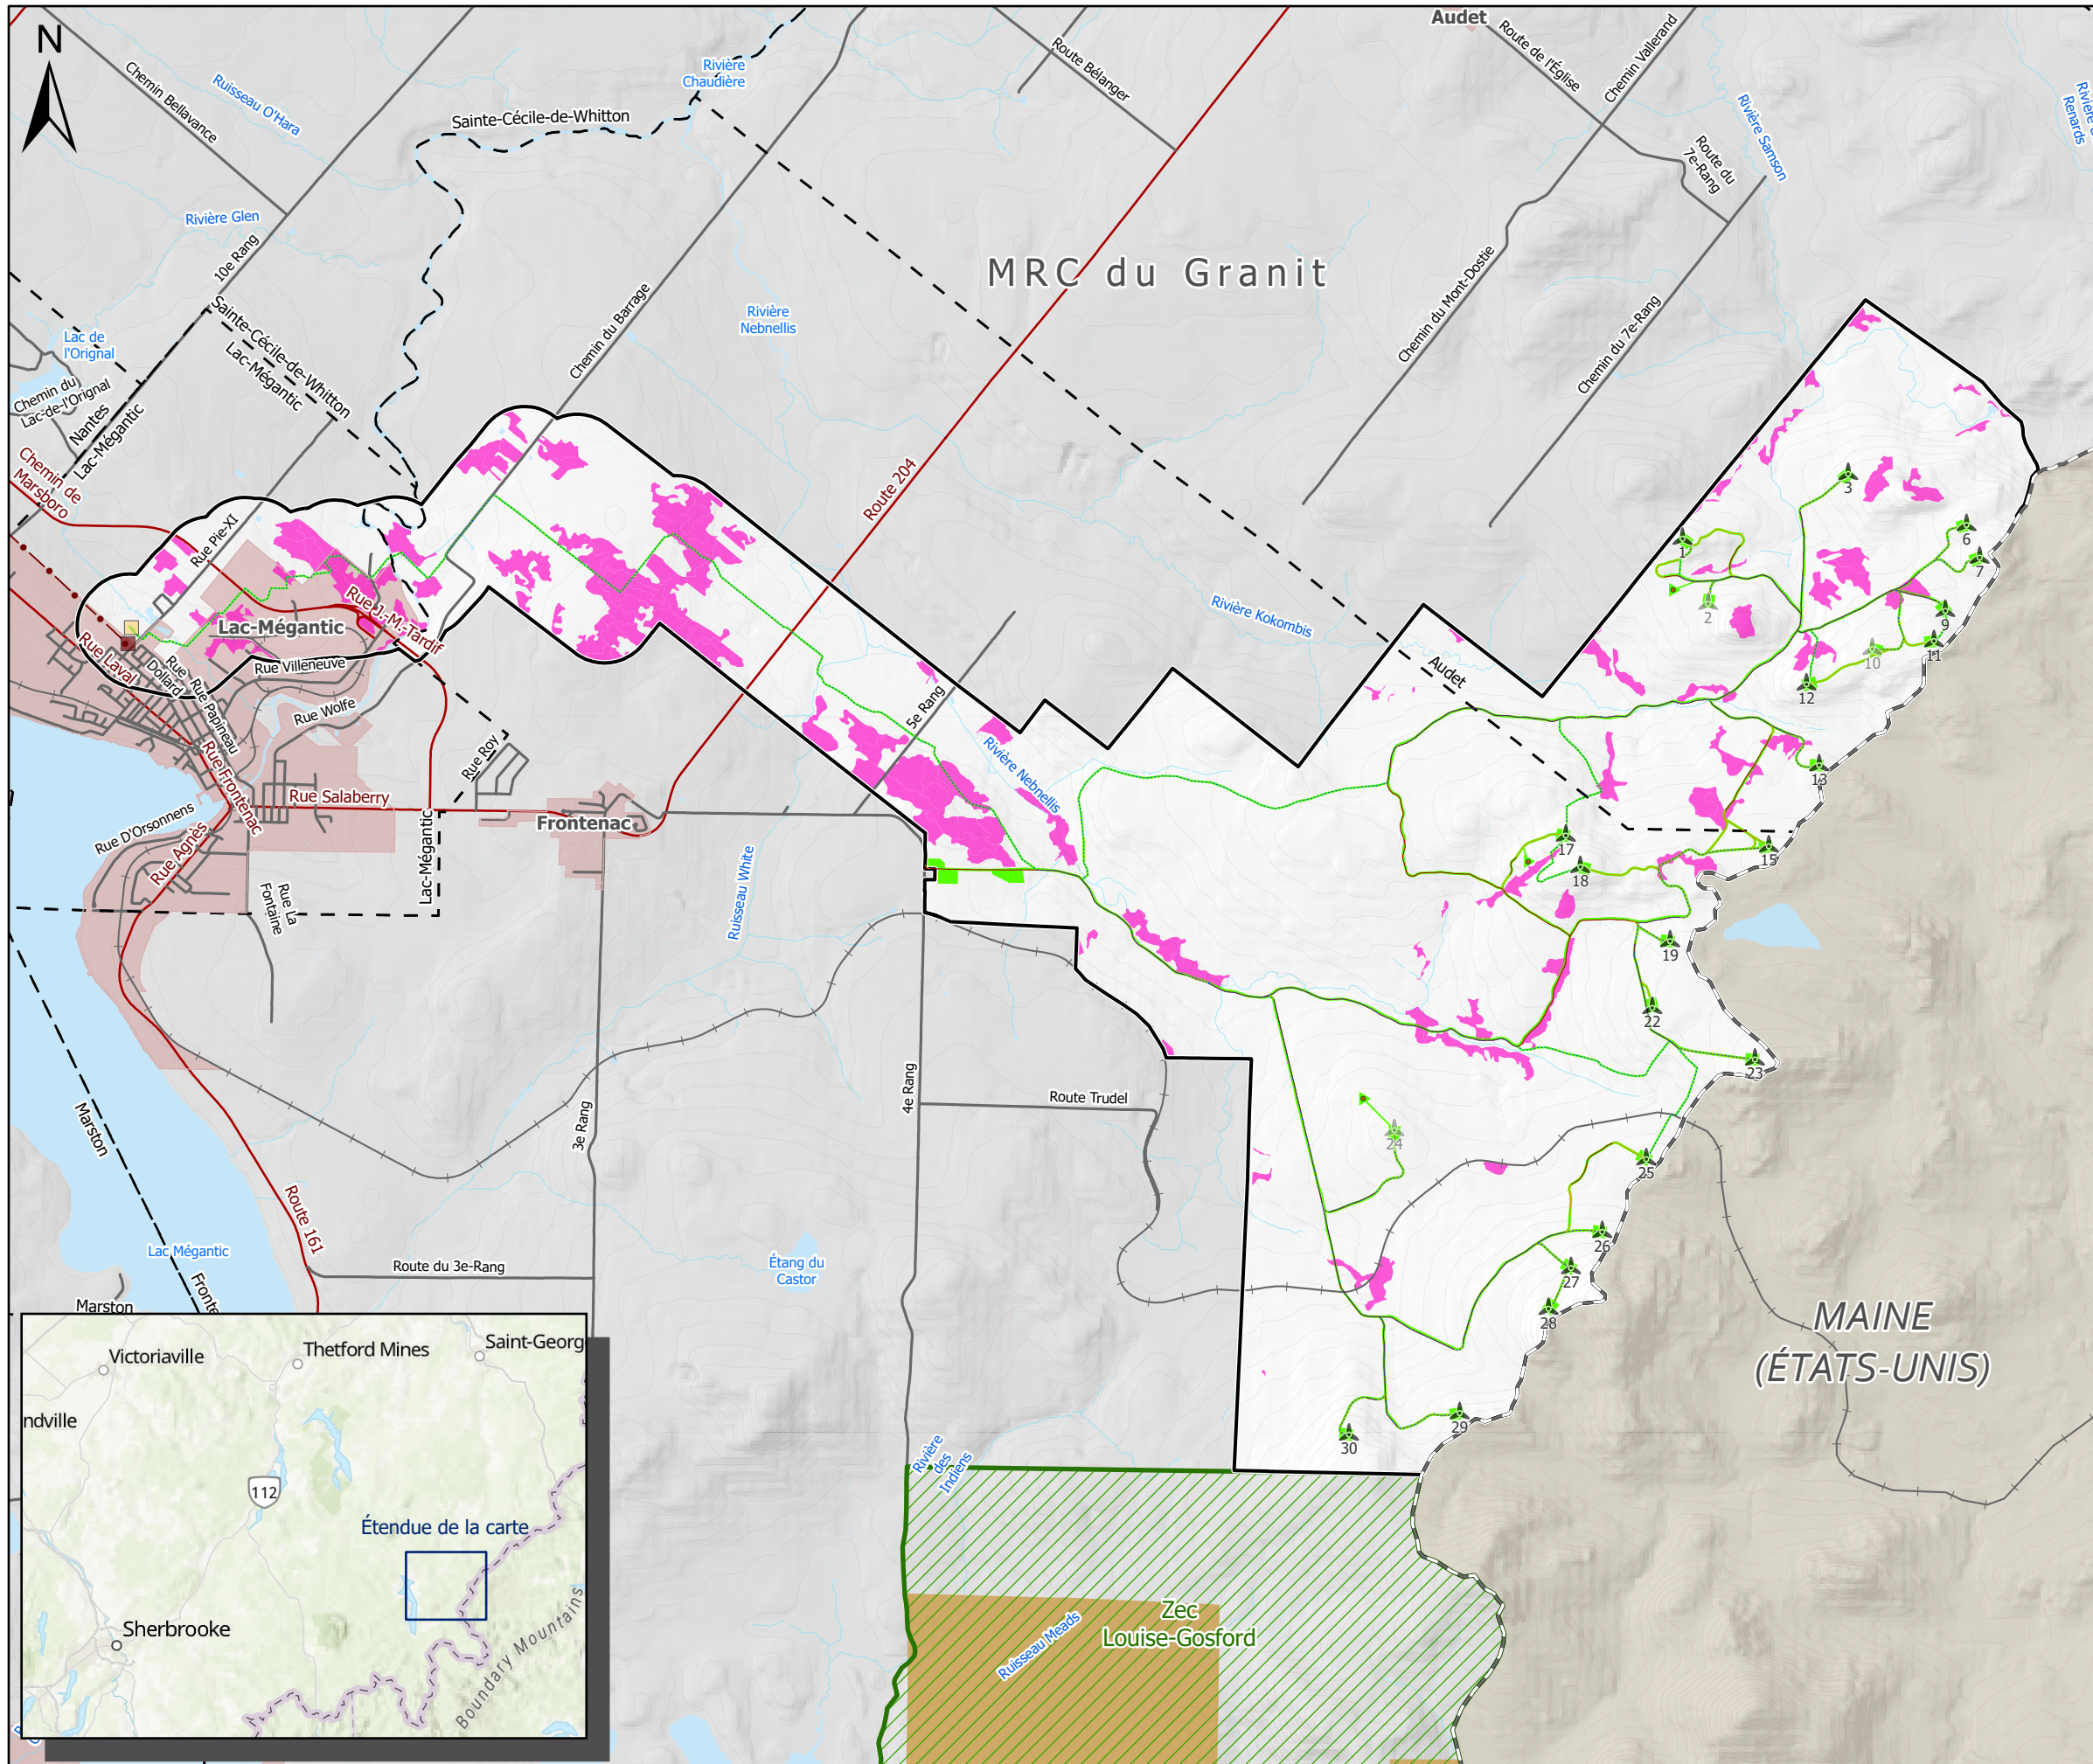 N
Audet
Route de l'Église
Chemin Vallerand
Route Bélanger
Rivière
Chaudière
Chemin Bellavance
Ruisseau O'Hara
Sainte-Cécile-de-Whitton
Rivière Samson
Renards
Route du
7e-Rang
Rivière Glen
10e Rang
MRC du Granit
Chemin du Mont-Dostie
Chemin du 7e-Rang
Chemin du Barrage
Rivière
Nebnellis
Sainte-Cécile-de-Whitton
Lac-Mégantic
Lac de
l'Orignal
Chemin du
Lac-de-l'Orignal
Nantes
Lac-Mégantic
Chemin de
Marsboro
Rue Pie-XI
Route 204
Rivière Kokombis
Rue J.-M.-Tardif
Lac-Mégantic
Rue Villeneuve
Rue Laval
Rue
Dollard
Rue Papineau
Rue Wolfe
Rue Roy
Rue Frontenac
Rue Salaberry
Rue D'Orsonnens
Rue Agnès
Rue La
Fontaine
Lac-Mégantic
Frontenac
Ruisseau White
5e Rang
Rivière Nebnellis
Audet
1
2
3
6
7
9
10
11
12
13
15
17
18
19
22
23
24
25
26
27
28
29
30
4e Rang
3e Rang
Route Trudel
Marston
Route 161
Lac Mégantic
Route du 3e-Rang
Étang du
Castor
Marston
Fronte
MAINE
(ÉTATS-UNIS)
Rivière
des
Indiens
Zec
Louise-Gosford
Ruisseau Meads
Victoriaville
Thetford Mines
Saint-Georg
ndville
112
Étendue de la carte
Sherbrooke
Boundary Mountains